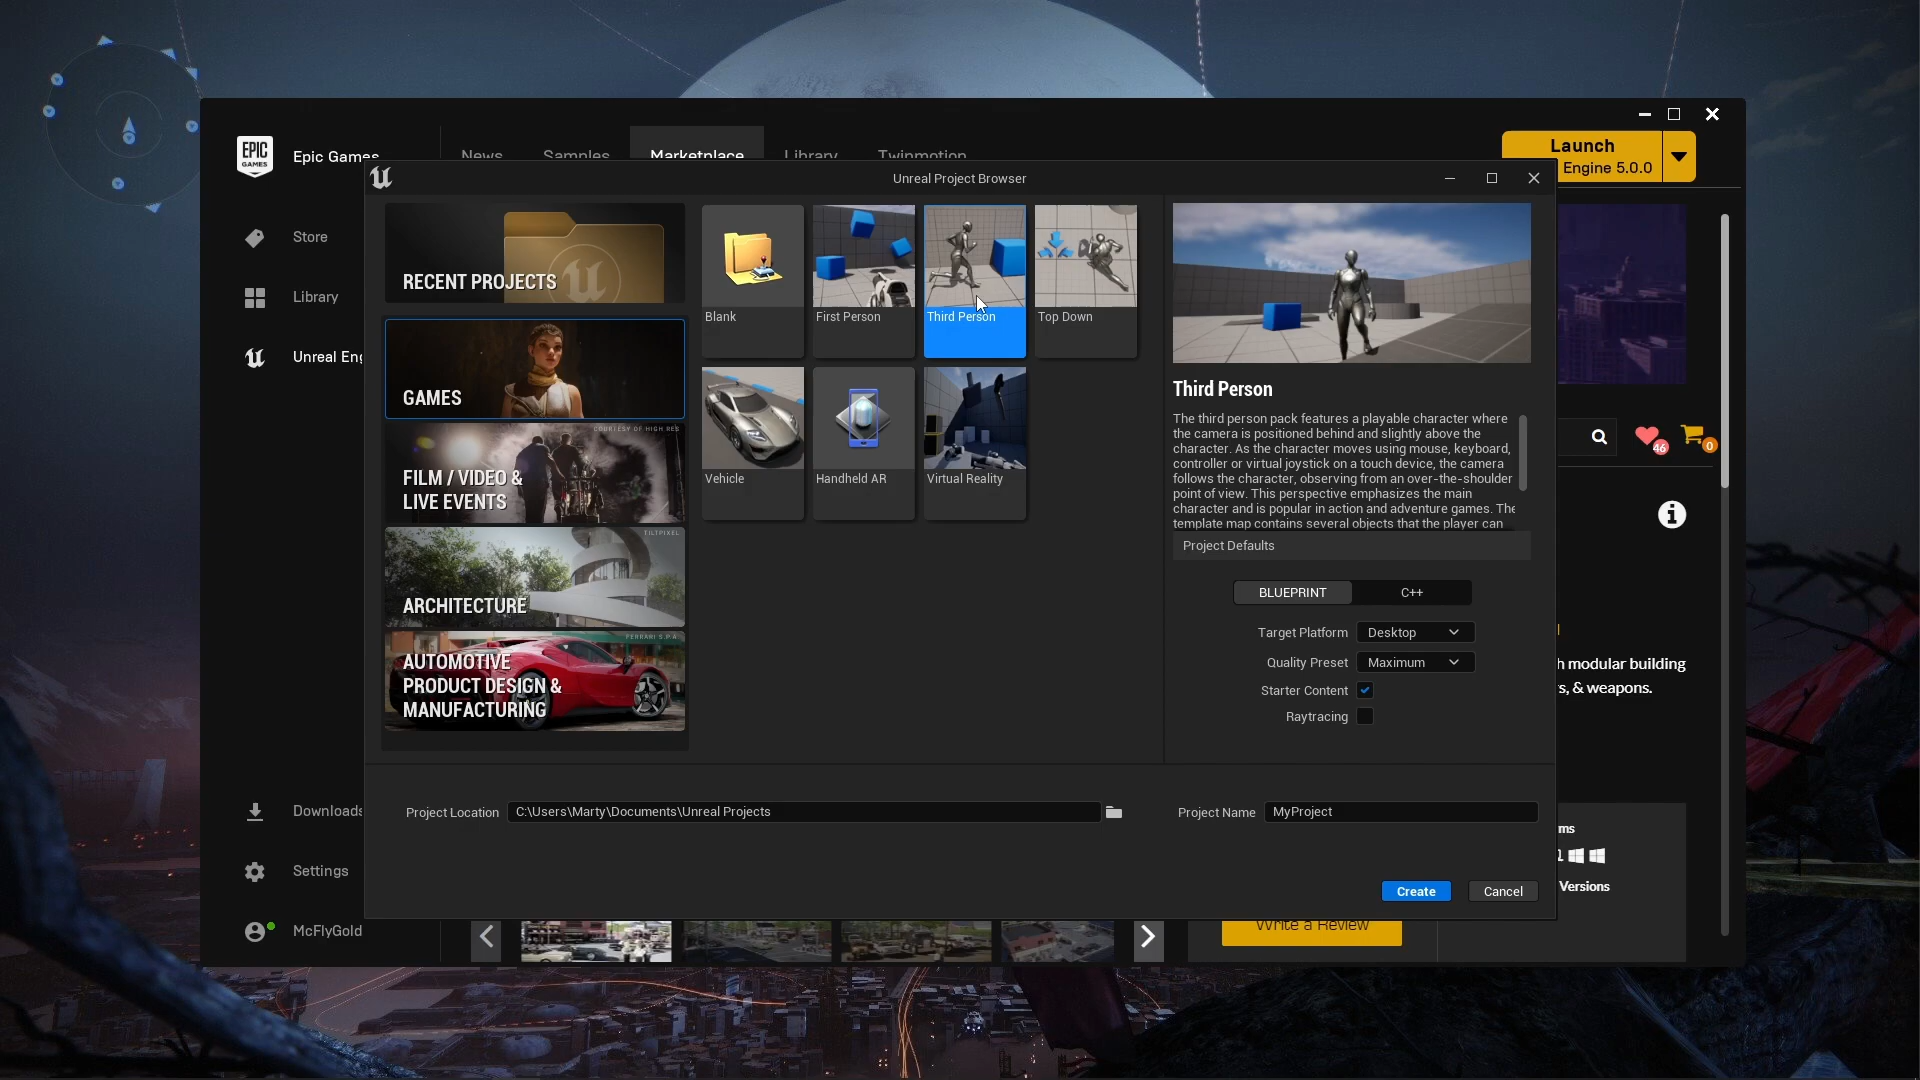 EPIC
GAMES
Epic Games
News
Samples
Marketplace
Library
Twinmotion
Launch
Engine 5.0.0
Store
Library
Unreal Eng
Downloads
Settings
McFlyGold
Unreal Project Browser
RECENT PROJECTS
GAMES
COURTESY OF HIGH RES
FILM / VIDEO &
LIVE EVENTS
TILTPIXEL
ARCHITECTURE
FERRARI S.P.A
AUTOMOTIVE
PRODUCT DESIGN &
MANUFACTURING
Blank
First Person
Third Person
Top Down
Vehicle
Handheld AR
Virtual Reality
Third Person
The third person pack features a playable character where
the camera is positioned behind and slightly above the
character. As the character moves using mouse, keyboard,
controller or virtual joystick on a touch device, the camera
follows the character, observing from an over-the-shoulder
point of view. This perspective emphasizes the main
character and is popular in action and adventure games. The
template map contains several objects that the player can
Project Defaults
BLUEPRINT
C++
Target Platform
Desktop
Quality Preset
Maximum
Starter Content
Raytracing
Project Location
C:\Users\Marty\Documents\Unreal Projects
Project Name
MyProject
Create
Cancel
46
0
h modular building
s, & weapons.
ms
Versions
Write a Review